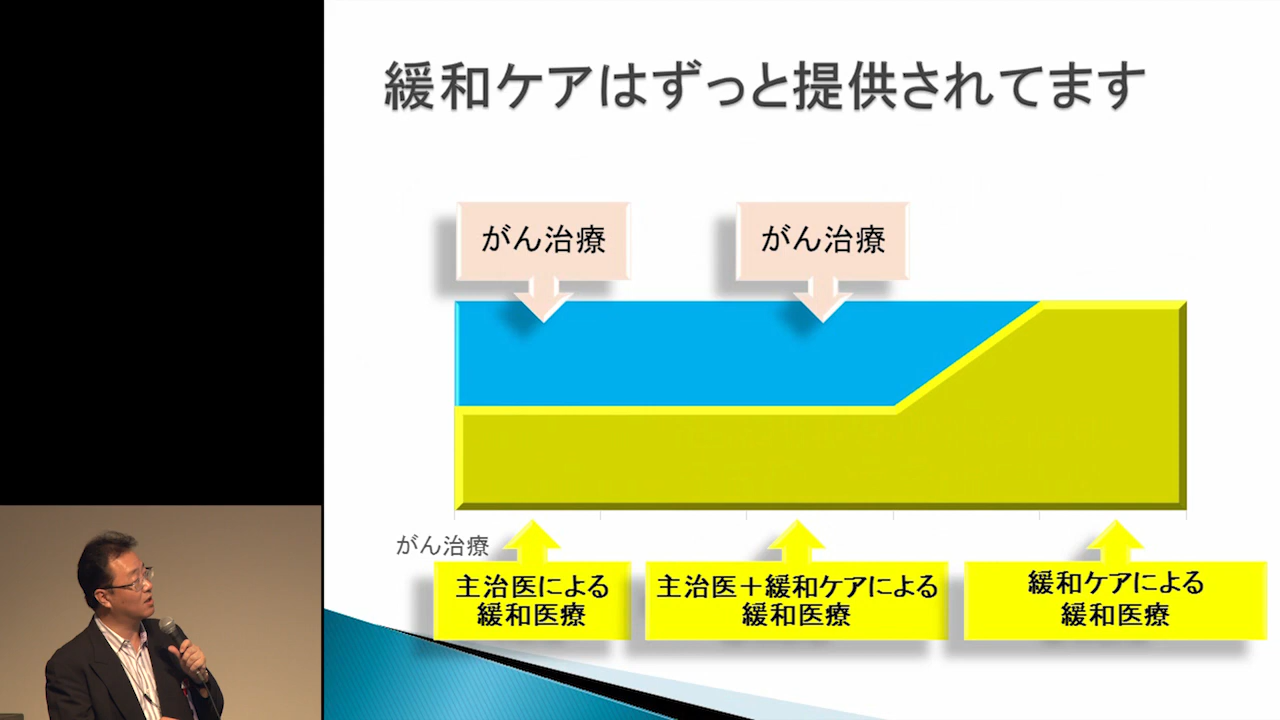 緩和ケアはずっと提供されてます
がん治療
がん治療
がん治療
主治医による
緩和医療
主治医+緩和ケアによる
緩和医療
緩和ケアによる
緩和医療